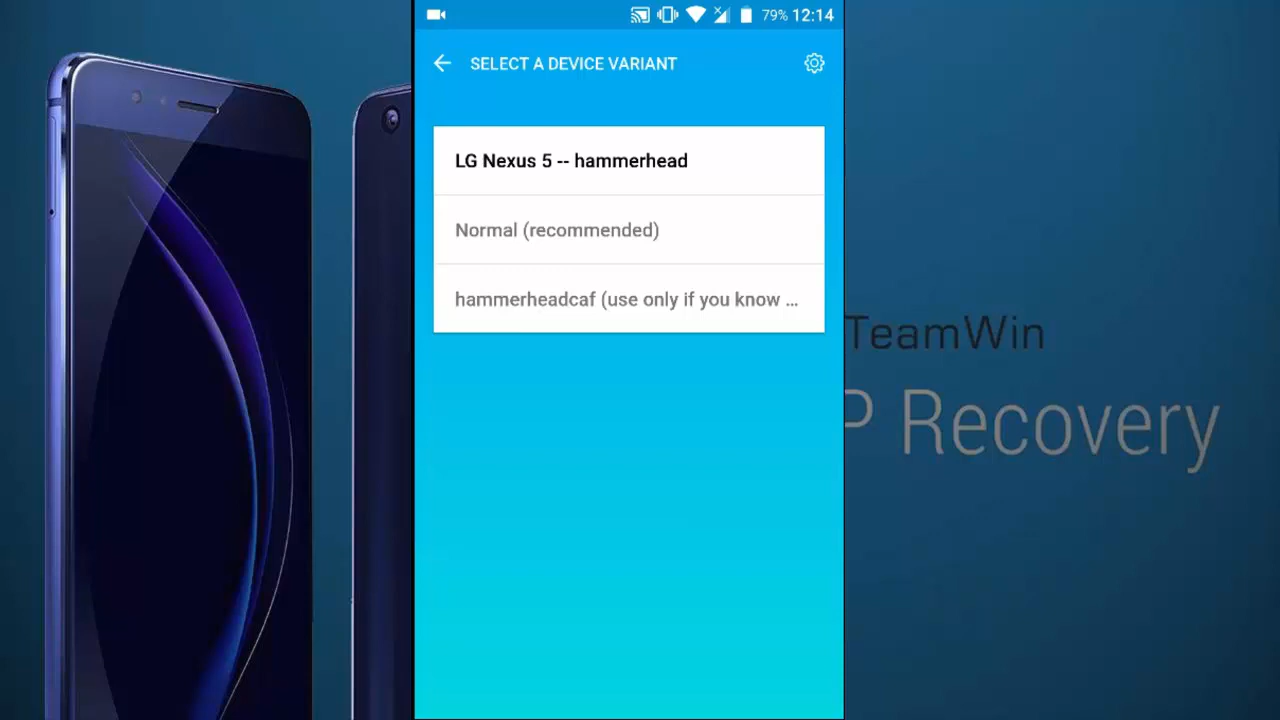 79% 12:14
SELECT A DEVICE VARIANT
LG Nexus 5 -- hammerhead
Normal (recommended)
hammerheadcaf (use only if you know ...
TeamWin
P Recovery